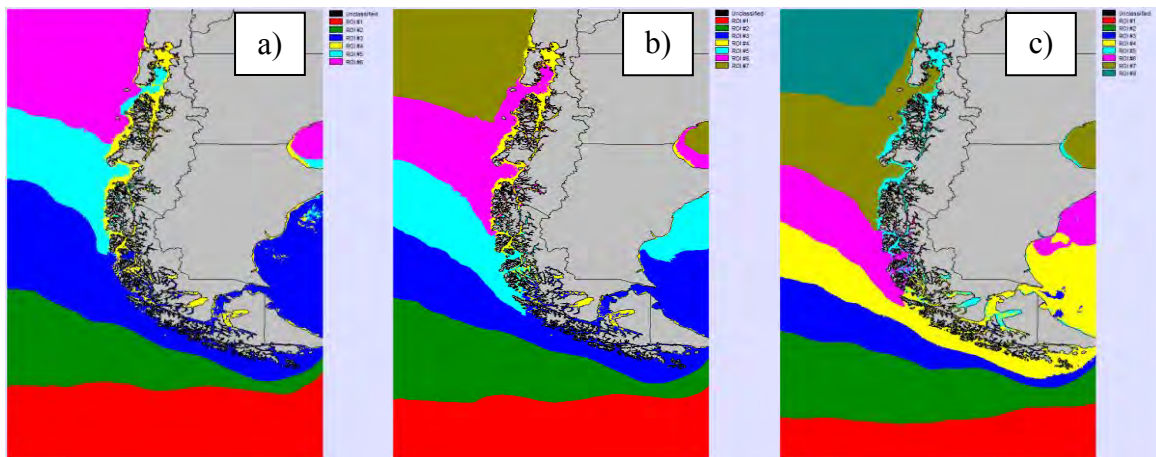 a)
Unclassified
ROI #1
ROI #2
ROI #3
ROI #4
ROI #5
ROI #6
b)
Unclassified
ROI #1
ROI #2
ROI #3
ROI #4
ROI #5
ROI #6
ROI #7
c)
Unclassified
ROI #1
ROI #2
ROI #3
ROI #4
ROI #5
ROI #6
ROI #7
ROI #8